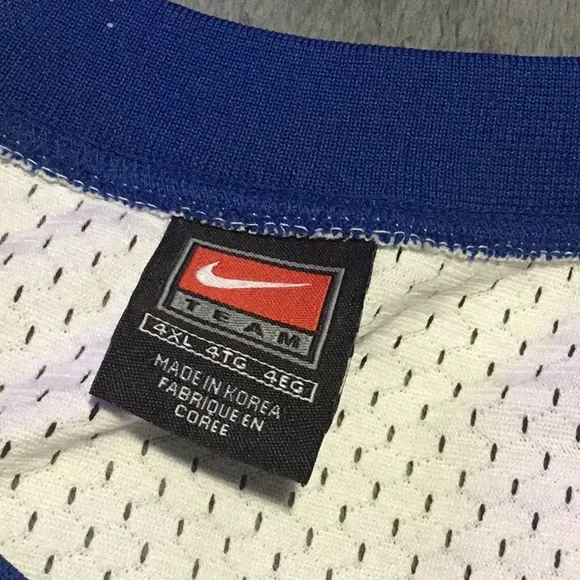 TEAM
4XL 4TG 4EG
MADE IN KOREA
FABRIQUE EN
COREE